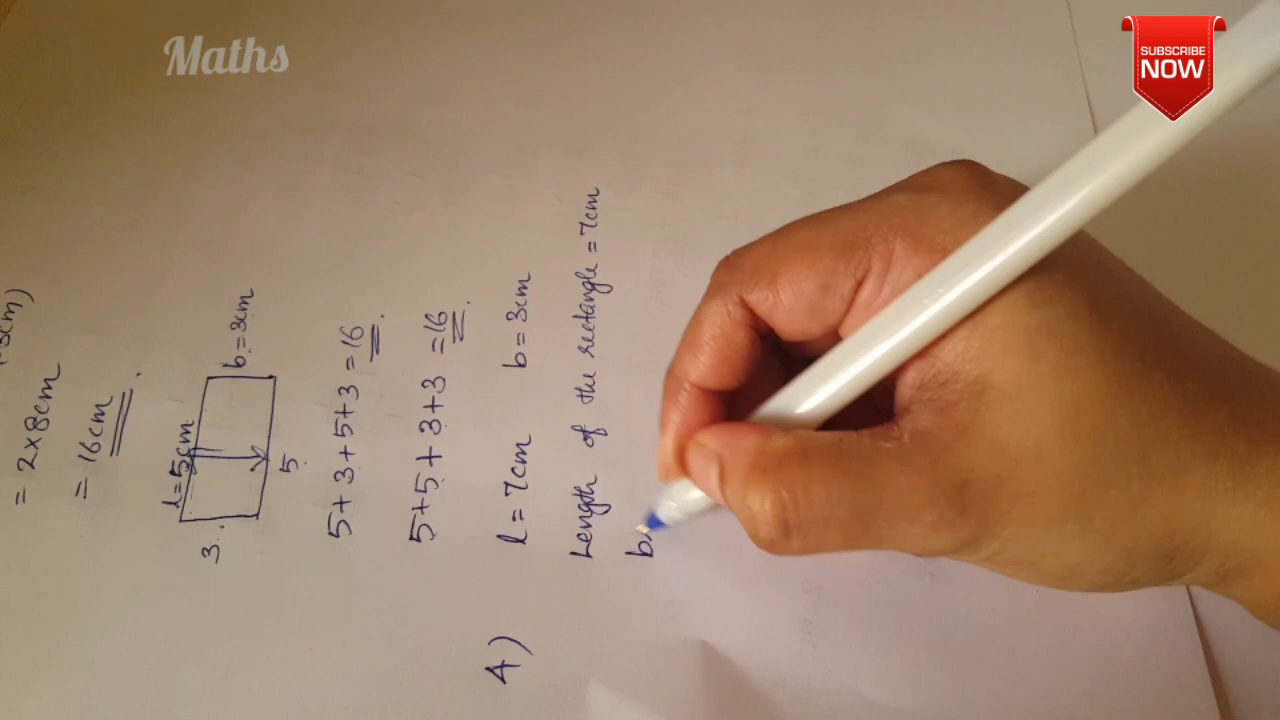 Maths
SUBSCRIBE
NOW
= 2x8cm
= 16cm.
l=5cm
3
b=3cm
5
5+3+5+3=16.
5+5+3+3=16.
4) l=7cm b=3cm
Length of the rectangle = 7cm